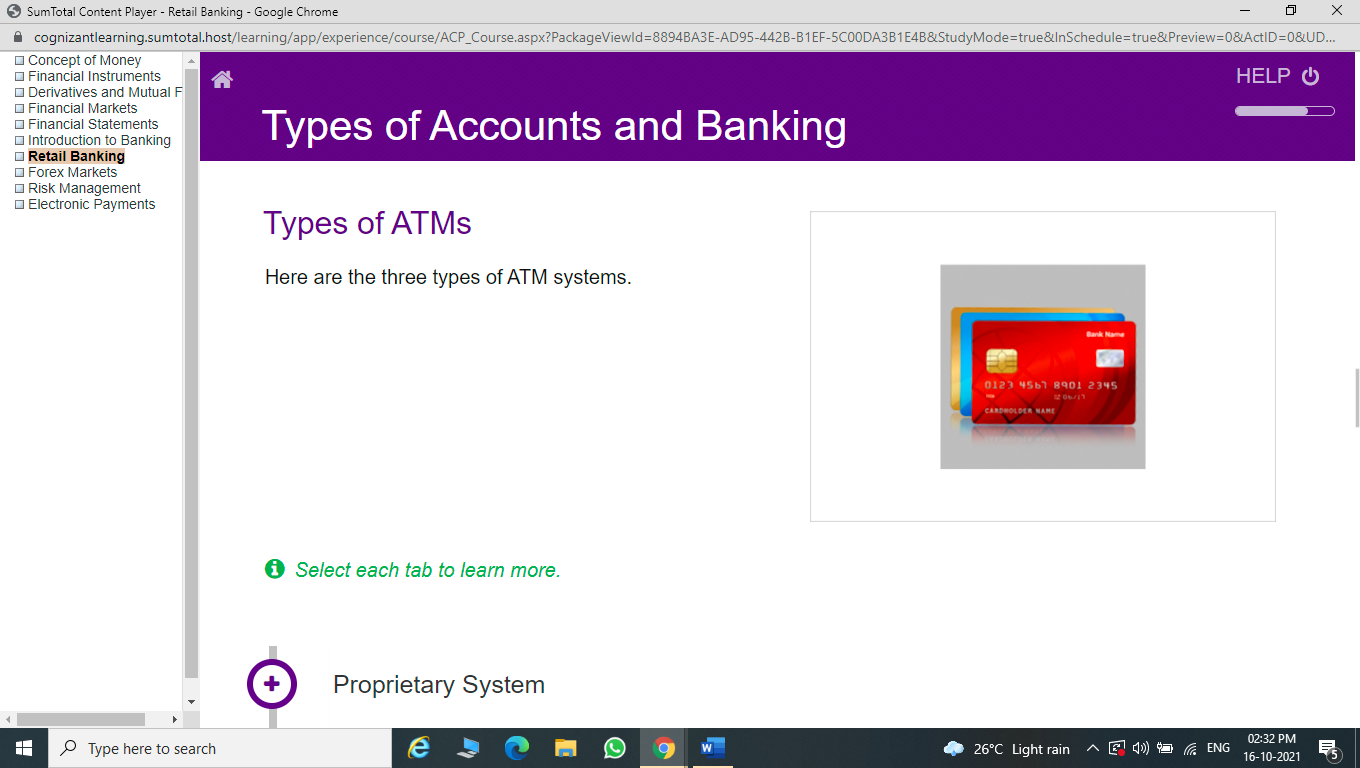 SumTotal Content Player - Retail Banking - Google Chrome
cognizantlearning.sumtotal.host/learning/app/experience/course/ACP_Course.aspx?PackageViewId=8894BA3E-AD95-442B-B1EF-5C00DA3B1E4B&StudyMode=true&InSchedule=true&Preview=0&ActID=0&UD...
Concept of Money
Financial Instruments
Derivatives and Mutual F
Financial Markets
Financial Statements
Introduction to Banking
Retail Banking
Forex Markets
Risk Management
Electronic Payments
HELP
Types of Accounts and Banking
Types of ATMs
Here are the three types of ATM systems.
Bank Name
0123 4567 8901 2345
02 06/17
CARDHOLDER NAME
Select each tab to learn more.
Proprietary System
Type here to search
26°C Light rain
ENG
02:32 PM
16-10-2021
5